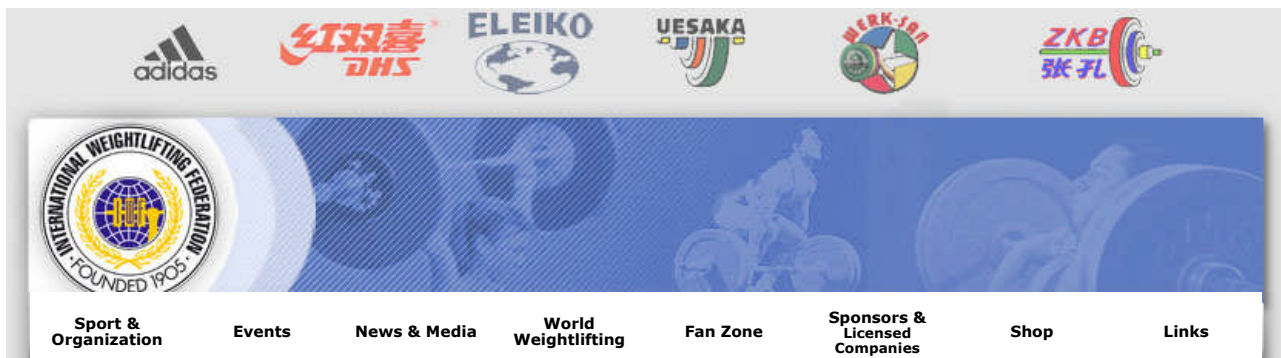 adidas
红双喜
DHS
ELEIKO
UESAKA
WERK-SAN
ZKB
张孔
INTERNATIONAL WEIGHTLIFTING FEDERATION
· FOUNDED 1905 ·
Sport &
Organization
Events
News & Media
World
Weightlifting
Fan Zone
Sponsors &
Licensed
Companies
Shop
Links